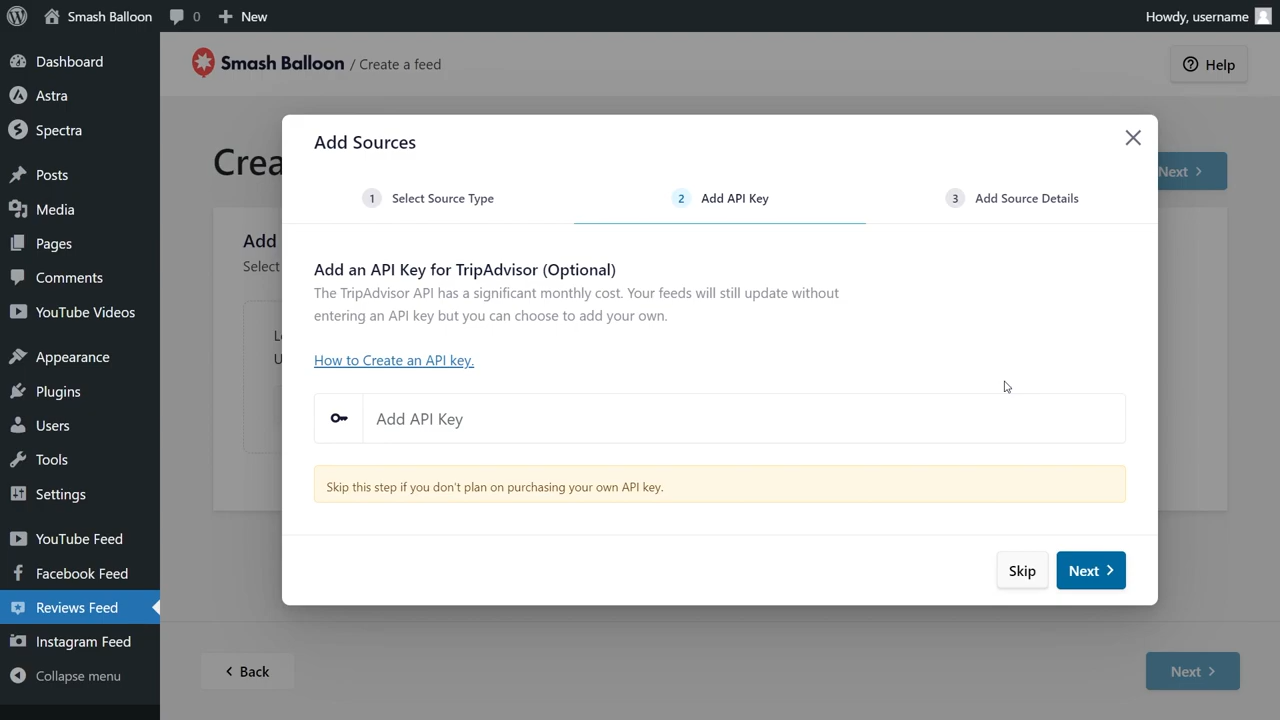 Smash Balloon
0
New
Howdy, username
Dashboard
Astra
Spectra
Posts
Media
Pages
Comments
YouTube Videos
Appearance
Plugins
Users
Tools
Settings
YouTube Feed
Facebook Feed
Reviews Feed
Instagram Feed
Collapse menu
Smash Balloon / Create a feed
Help
Crea
Next
Add
Select
Add Sources
1 Select Source Type
2 Add API Key
3 Add Source Details
Add an API Key for TripAdvisor (Optional)
The TripAdvisor API has a significant monthly cost. Your feeds will still update without
entering an API key but you can choose to add your own.
How to Create an API key.
Add API Key
Skip this step if you don't plan on purchasing your own API key.
Skip
Next
Back
Next